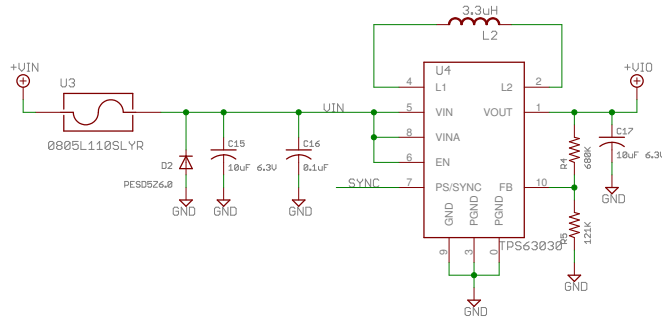 3.3uH
L2
+VIN
U3
0805L110SLYR
VIN
U4
+VIO
4 L1 L2 2
5 VIN VOUT 1
8 VINA
6 EN
7 PS/SYNC FB 10
SYNC
D2
PESD5Z6.0
GND
C15
10uF 6.3V
GND
C16
0.1uF
GND
R4
680K
C17
10uF 6.3V
GND
R5
121K
GND
GND
PGND
PGND
TPS63030
9
3
0
GND